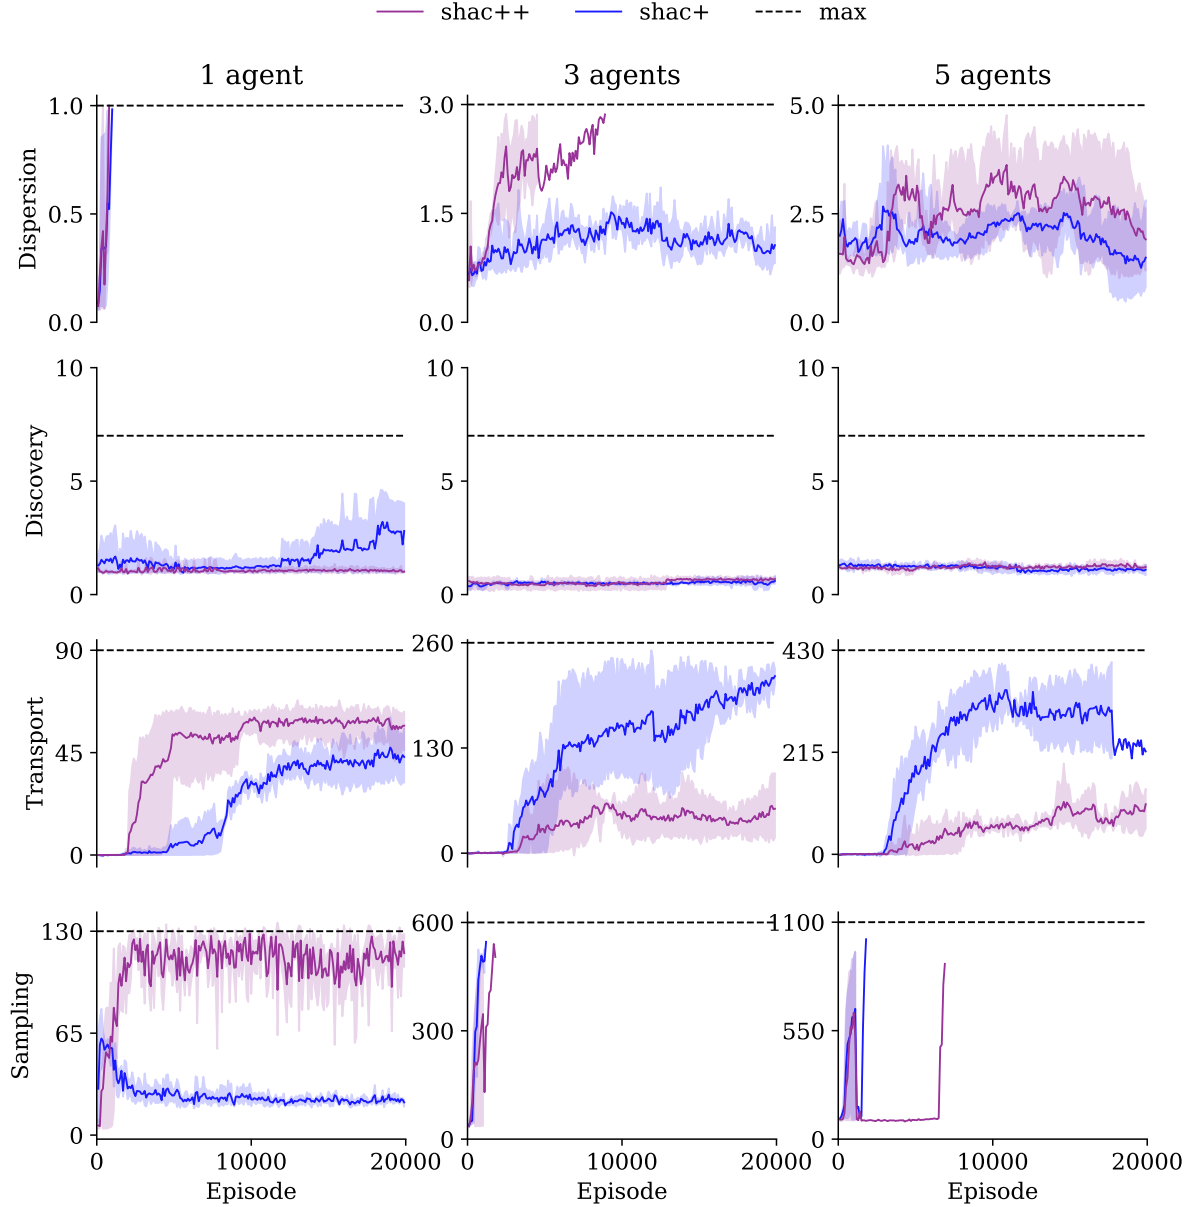 shac++ shac+ max
1 agent 3 agents 5 agents
Dispersion
1.0 0.5 0.0
3.0 1.5 0.0
5.0 2.5 0.0
Discovery
10 5 0
10 5 0
10 5 0
Transport
90 45 0
260 130 0
430 215 0
Sampling
130 65 0
600 300 0
1100 550 0
0 10000 20000 0 10000 20000 0 10000 20000
Episode Episode Episode